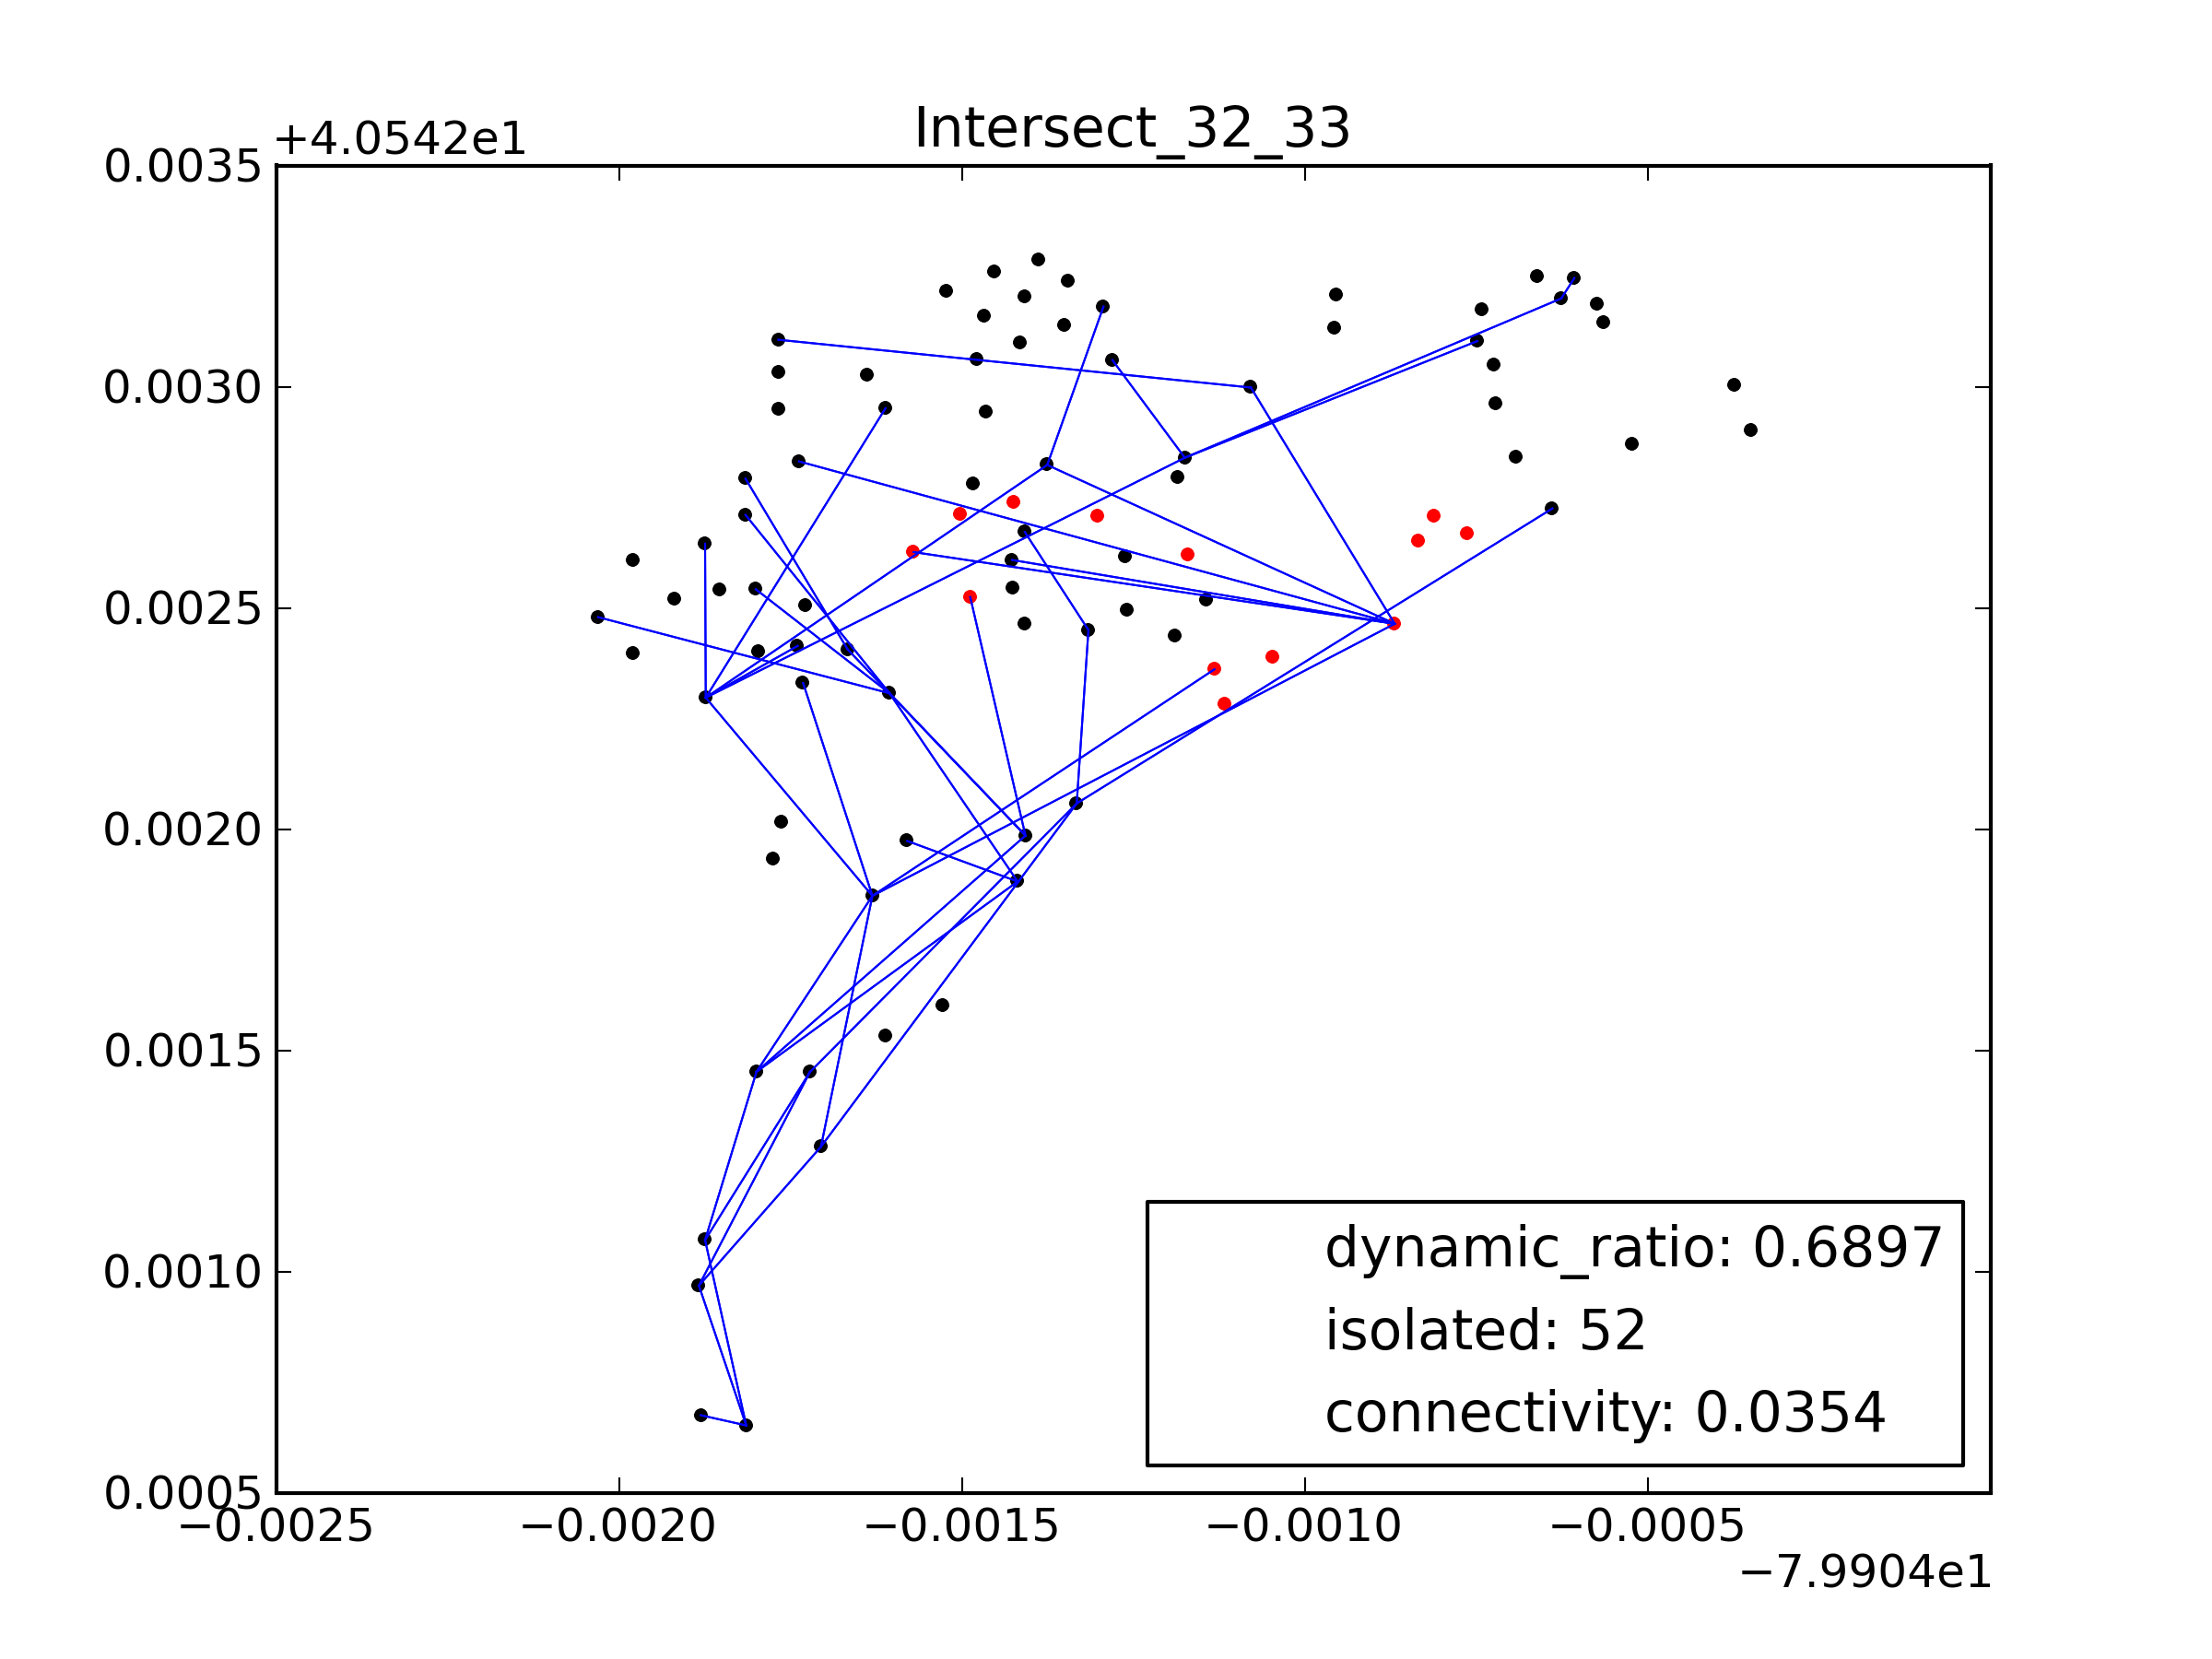 Intersect_32_33
+4.0542e1
0.0035
0.0030
0.0025
0.0020
0.0015
0.0010
0.0005
dynamic_ratio: 0.6897
isolated: 52
connectivity: 0.0354
−0.0025 −0.0020 −0.0015 −0.0010 −0.0005
−7.9904e1